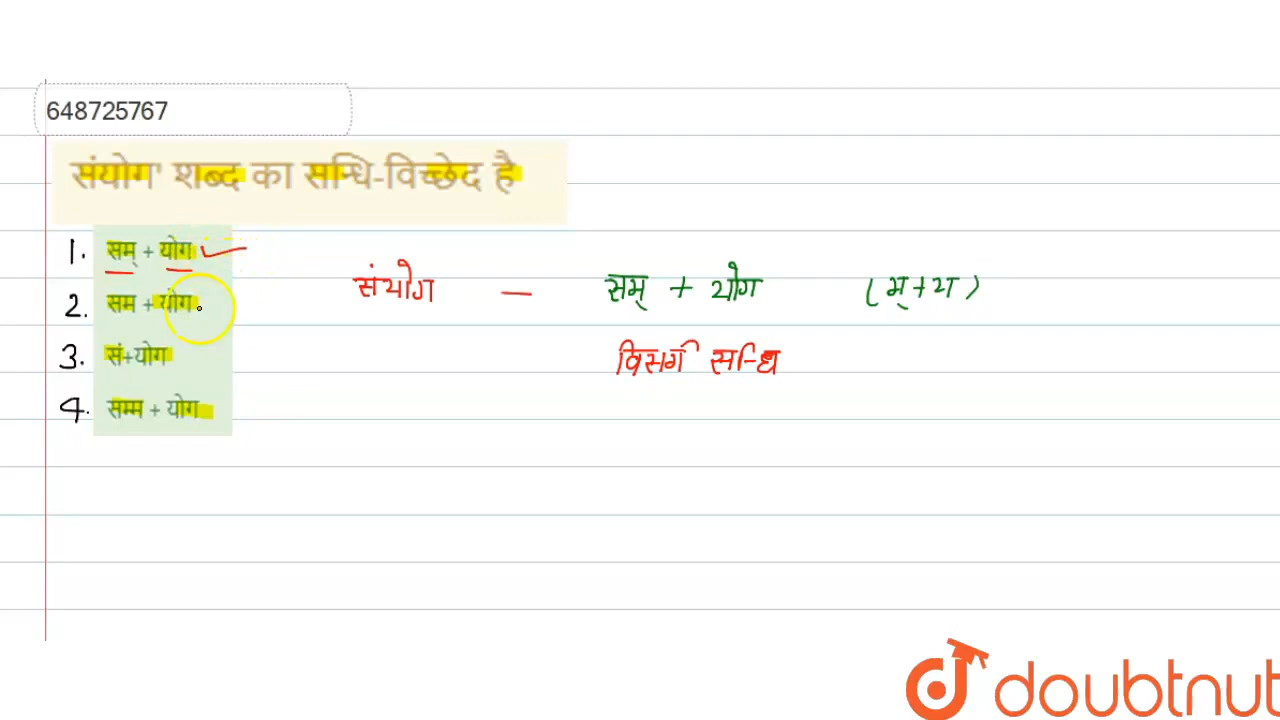 648725767
संयोग' शब्द का सन्धि-विच्छेद है
1. सम् + योग
2. सम + योग
3. सं+योग
4. सम्म + योग
संयोग – सम् + योग (म्+य)
विसर्ग सन्धि
doubtnut